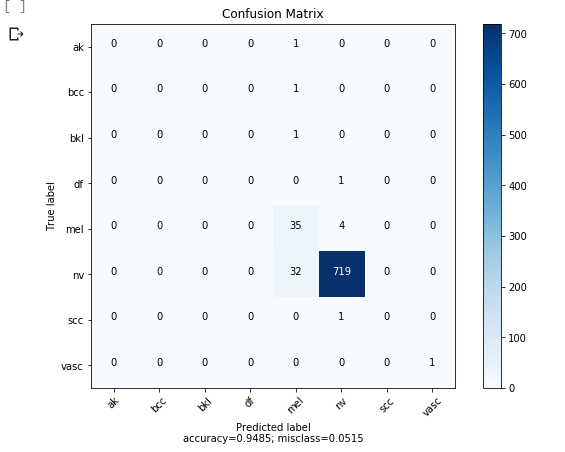 [ ]
Confusion Matrix
ak 0 0 0 0 1 0 0 0
bcc 0 0 0 0 1 0 0 0
bkl 0 0 0 0 1 0 0 0
df 0 0 0 0 0 1 0 0
mel 0 0 0 0 35 4 0 0
nv 0 0 0 0 32 719 0 0
scc 0 0 0 0 0 1 0 0
vasc 0 0 0 0 0 0 0 1
True label
ak bcc bkl df mel nv scc vasc
Predicted label
accuracy=0.9485; misclass=0.0515
700
600
500
400
300
200
100
0